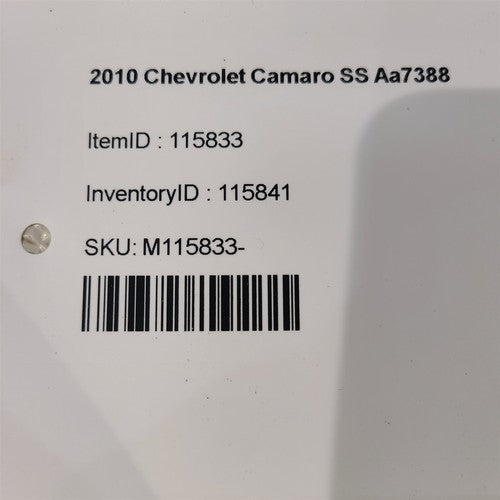 2010 Chevrolet Camaro SS Aa7388
ItemID : 115833
InventoryID : 115841
SKU: M115833-